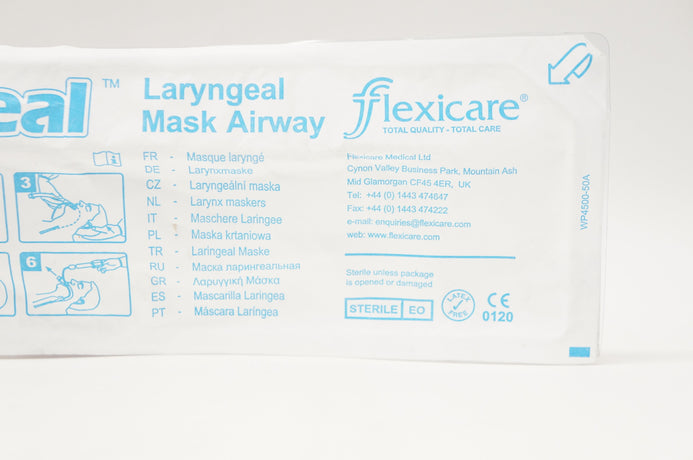 eal™
Laryngeal
Mask Airway
FR - Masque laryngé
DE - Larynxmaske
CZ - Laryngeální maska
NL - Larynx maskers
IT - Maschere Laringee
PL - Maska krtaniowa
TR - Laringeal Maske
RU - Маска ларингеальная
GR - Λαρυγγική Μάσκα
ES - Mascarilla Laringea
PT - Máscara Laríngea
3
6
flexicare®
TOTAL QUALITY - TOTAL CARE
Flexicare Medical Ltd
Cynon Valley Business Park, Mountain Ash
Mid Glamorgan CF45 4ER, UK
Tel: +44 (0) 1443 474647
Fax: +44 (0) 1443 474222
e-mail: enquiries@flexicare.com
web: www.flexicare.com
Sterile unless package
is opened or damaged
STERILE EO
LATEX
FREE
CE
0120
WP4500-50A